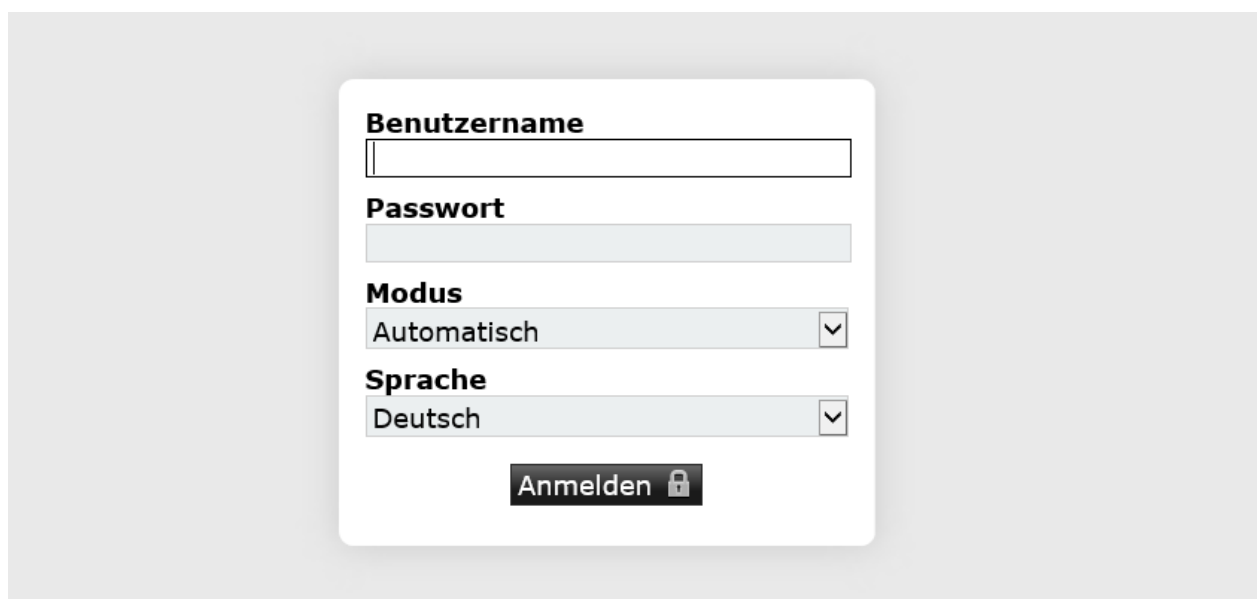 Benutzername
Passwort
Modus
Automatisch
Sprache
Deutsch
Anmelden